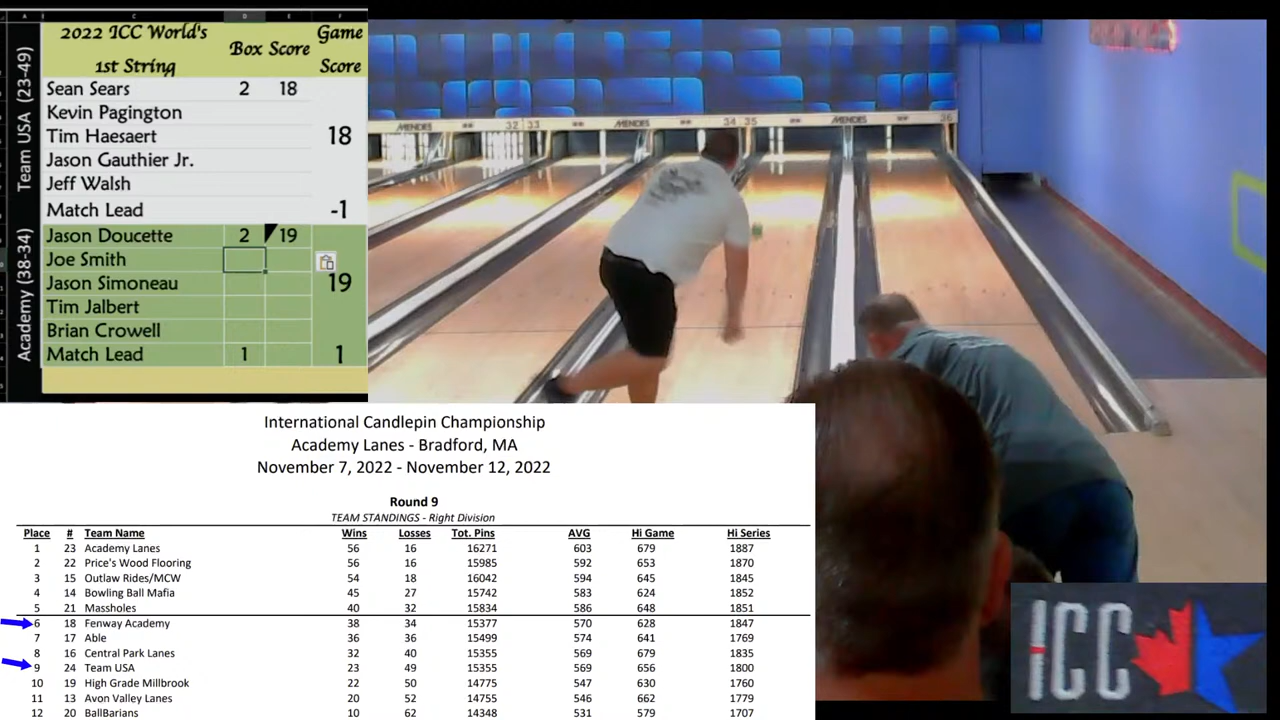 A C D E F
2022 ICC World's Game
1st String Box Score Score
Team USA (23-49)
Sean Sears 2 18
Kevin Pagington
Tim Haesaert 18
Jason Gauthier Jr.
Jeff Walsh
Match Lead -1
Academy (38-34)
Jason Doucette 2 19
Joe Smith
Jason Simoneau 19
Tim Jalbert
Brian Crowell
Match Lead 1 1
MENDES 32 33 MENDES 34 35 MENDES 36
International Candlepin Championship
Academy Lanes - Bradford, MA
November 7, 2022 - November 12, 2022
Round 9
TEAM STANDINGS - Right Division
Place # Team Name Wins Losses Tot. Pins AVG Hi Game Hi Series
1 23 Academy Lanes 56 16 16271 603 679 1887
2 22 Price's Wood Flooring 56 16 15985 592 653 1870
3 15 Outlaw Rides/MCW 54 18 16042 594 645 1845
4 14 Bowling Ball Mafia 45 27 15742 583 624 1852
5 21 Massholes 40 32 15834 586 648 1851
6 18 Fenway Academy 38 34 15377 570 628 1847
7 17 Able 36 36 15499 574 641 1769
8 16 Central Park Lanes 32 40 15355 569 679 1835
9 24 Team USA 23 49 15355 569 656 1800
10 19 High Grade Millbrook 22 50 14775 547 630 1760
11 13 Avon Valley Lanes 20 52 14755 546 662 1779
12 20 BallBarians 10 62 14348 531 579 1707
ICC